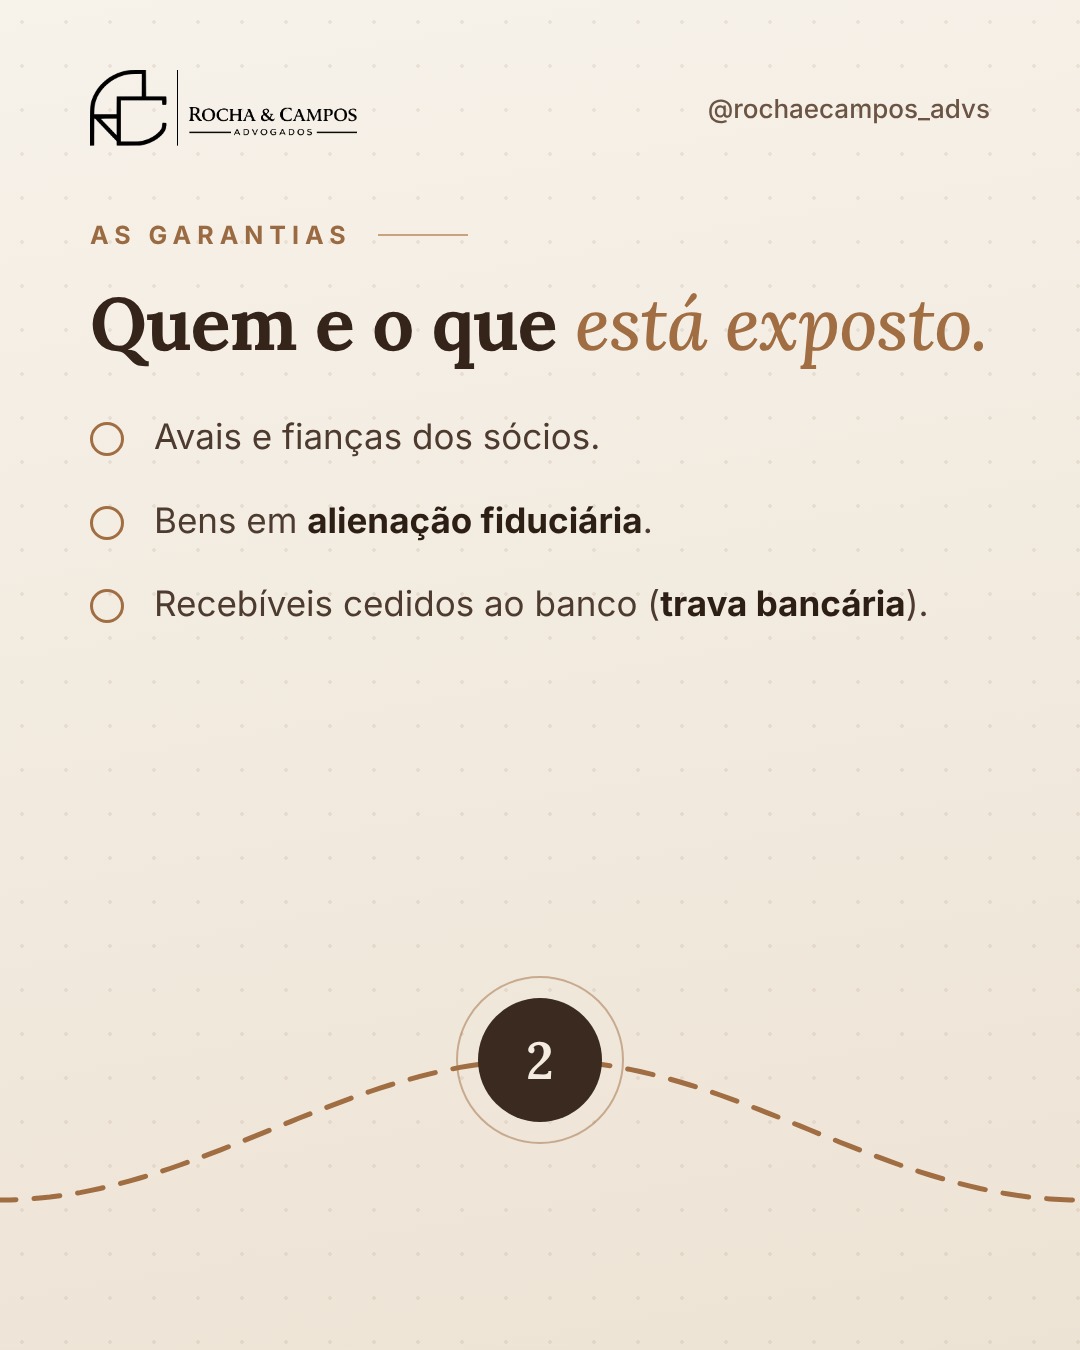 ROCHA & CAMPOS
ADVOGADOS
@rochaecampos_advs
AS GARANTIAS
Quem e o que está exposto.
Avais e fianças dos sócios.
Bens em alienação fiduciária.
Recebíveis cedidos ao banco (trava bancária).
2